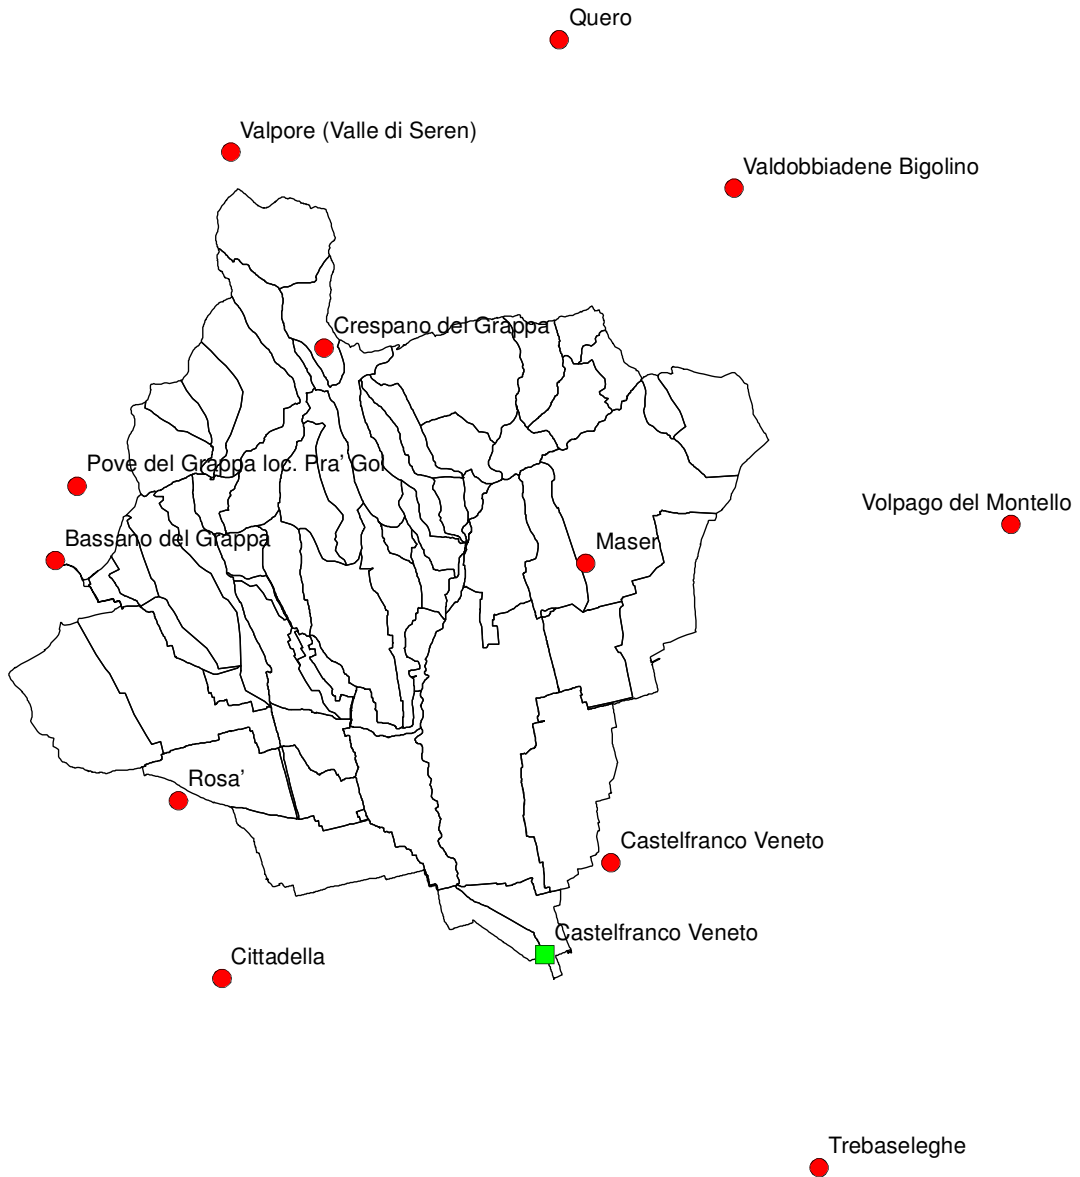 Quero
Valpore (Valle di Seren)
Valdobbiadene Bigolino
Crespano del Grappa
Pove del Grappa loc. Pra' Gol
Volpago del Montello
Bassano del Grappa
Maser
Rosa'
Castelfranco Veneto
Castelfranco Veneto
Cittadella
Trebaseleghe